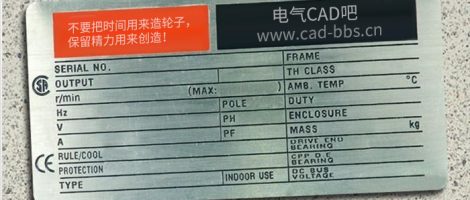 不要把时间用来造轮子，
保留精力用来创造！
电气CAD吧
www.cad-bbs.cn
SERIAL NO.
FRAME
OUTPUT
TH CLASS
r/min (MAX: )
AMB. TEMP °C
Hz
POLE
DUTY
V
PH
ENCLOSURE
A
PF
MASS kg
RULE/COOL
DRIVE END
BEARING
PROTECTION
OPP D.E
BEARING
TYPE
INDOOR USE
DC BUS
VOLTAGE
SA
CE